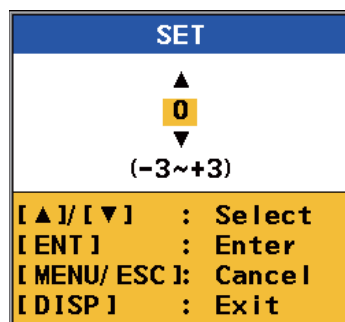 SET
▲
0
▼
(-3~+3)
[▲]/[▼] : Select
[ENT] : Enter
[MENU/ESC]: Cancel
[DISP] : Exit